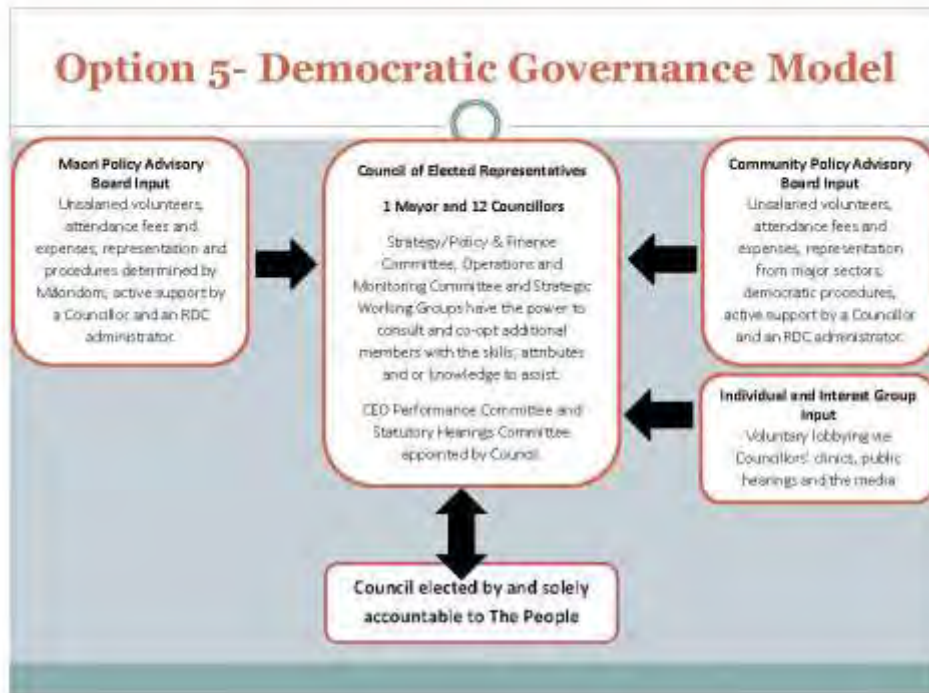 Option 5- Democratic Governance Model
Maori Policy Advisory
Board Input
Unsalaried volunteers,
attendance fees and
expenses, representation and
procedures determined by
Māoridom, active support by
a Councillor and an RDC
administrator.
Council of Elected Representatives
1 Mayor and 12 Councillors
Strategy/Policy & Finance
Committee, Operations and
Monitoring Committee and Strategic
Working Groups have the power to
consult and co-opt additional
members with the skills, attributes
and or knowledge to assist.
CEO Performance Committee and
Statutory Hearings Committee
appointed by Council.
Community Policy Advisory
Board Input
Unsalaried volunteers,
attendance fees and
expenses, representation
from major sectors,
democratic procedures,
active support by a Councillor
and an RDC administrator.
Individual and Interest Group
Input
Voluntary lobbying via
Councillors' clinics, public
hearings and the media
Council elected by and solely
accountable to The People